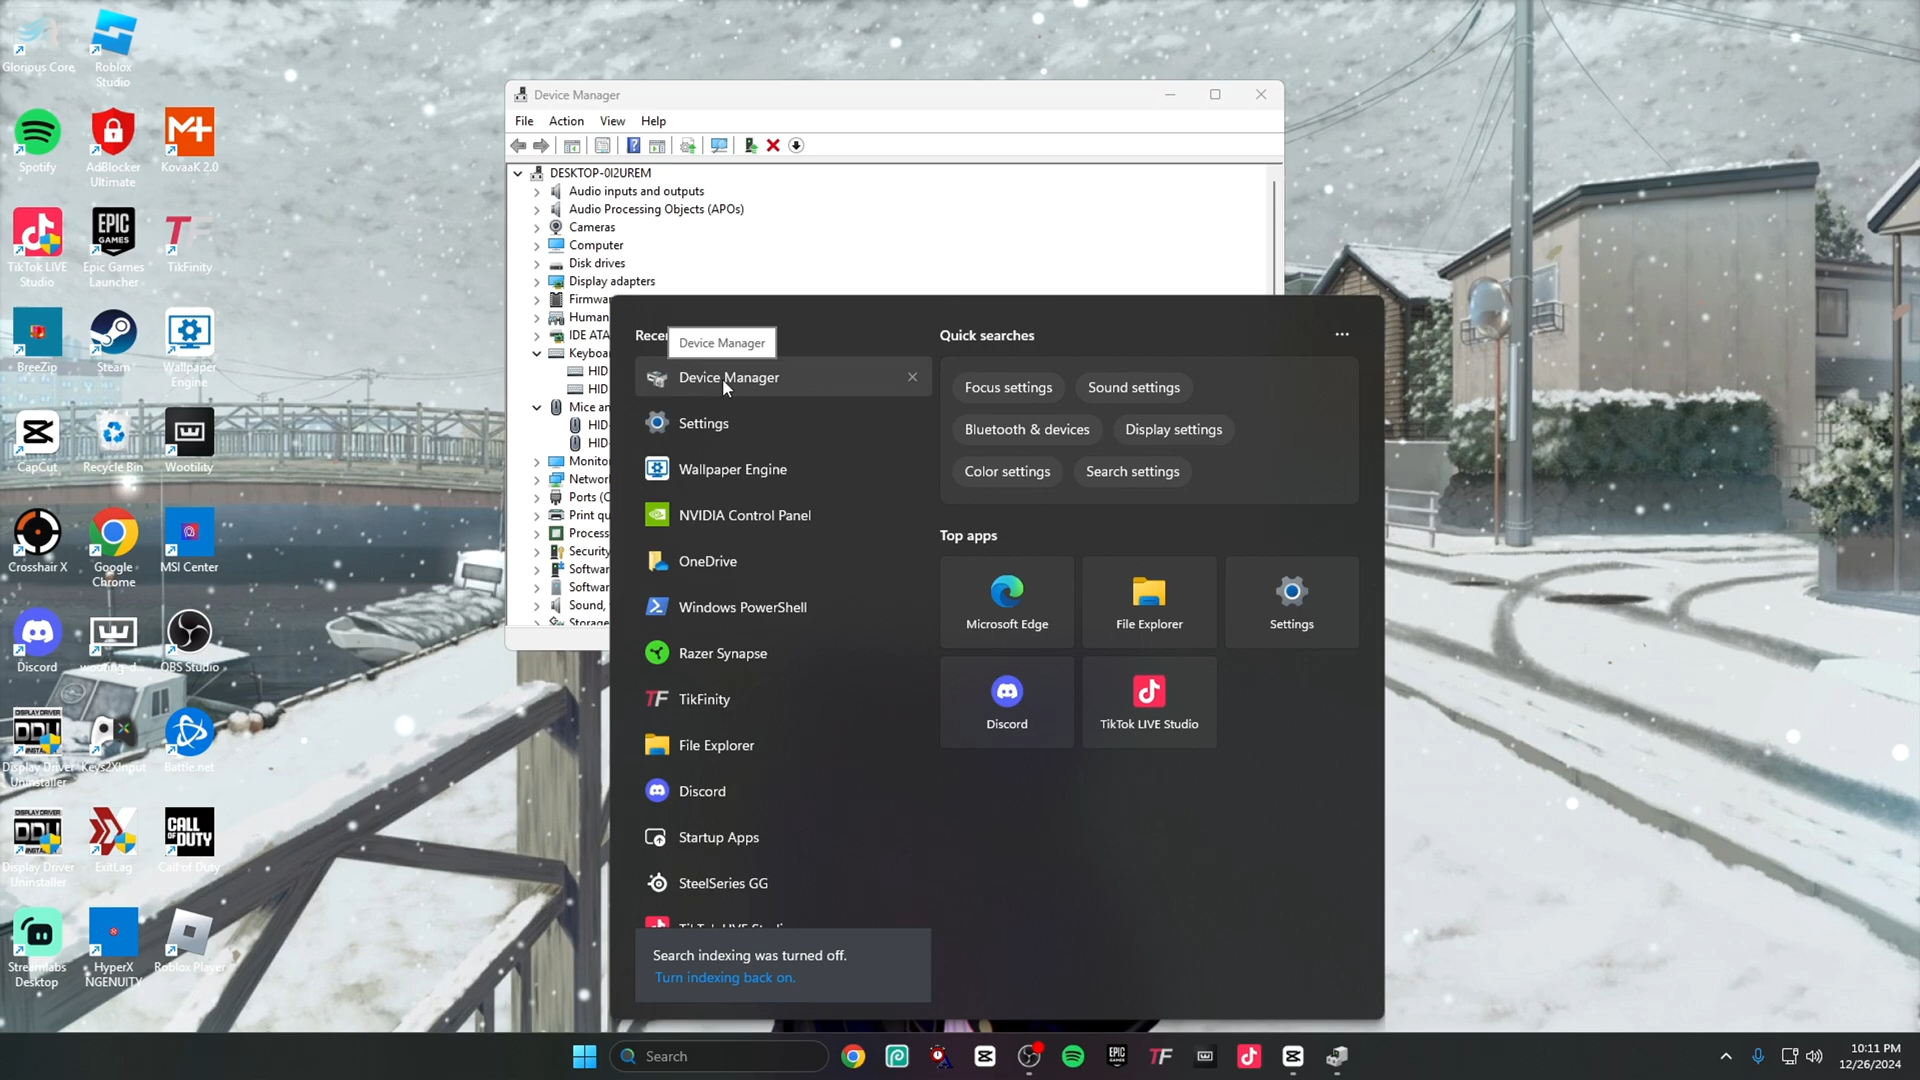 Glorious Core
Roblox
Studio
Spotify
AdBlocker
Ultimate
KovaaK 2.0
TikTok LIVE
Studio
Epic Games
Launcher
TikFinity
BreeZip
Steam
Wallpaper
Engine
CapCut
Recycle Bin
Wootility
Crosshair X
Google
Chrome
MSI Center
Discord
OBS Studio
Display Driver
Uninstaller
Keys2XInput
Battle.net
Display Driver
Uninstaller
ExitLag
Call of Duty
Streamlabs
Desktop
HyperX
NGENUITY
Roblox Player
Device Manager
File
Action
View
Help
DESKTOP-0I2UREM
Audio inputs and outputs
Audio Processing Objects (APOs)
Cameras
Computer
Disk drives
Display adapters
Firmwa
Human
IDE ATA
Keyboa
HID
HID
Mice an
HID-
HID-
Monito
Networ
Ports (C
Print qu
Process
Security
Softwar
Softwar
Sound,
Storage
Recen
Device Manager
Device Manager
Settings
Wallpaper Engine
NVIDIA Control Panel
OneDrive
Windows PowerShell
Razer Synapse
TikFinity
File Explorer
Discord
Startup Apps
SteelSeries GG
TikTok LIVE Studio
Search indexing was turned off.
Turn indexing back on.
Quick searches
Focus settings
Sound settings
Bluetooth & devices
Display settings
Color settings
Search settings
Top apps
Microsoft Edge
File Explorer
Settings
Discord
TikTok LIVE Studio
Search
10:11 PM
12/26/2024